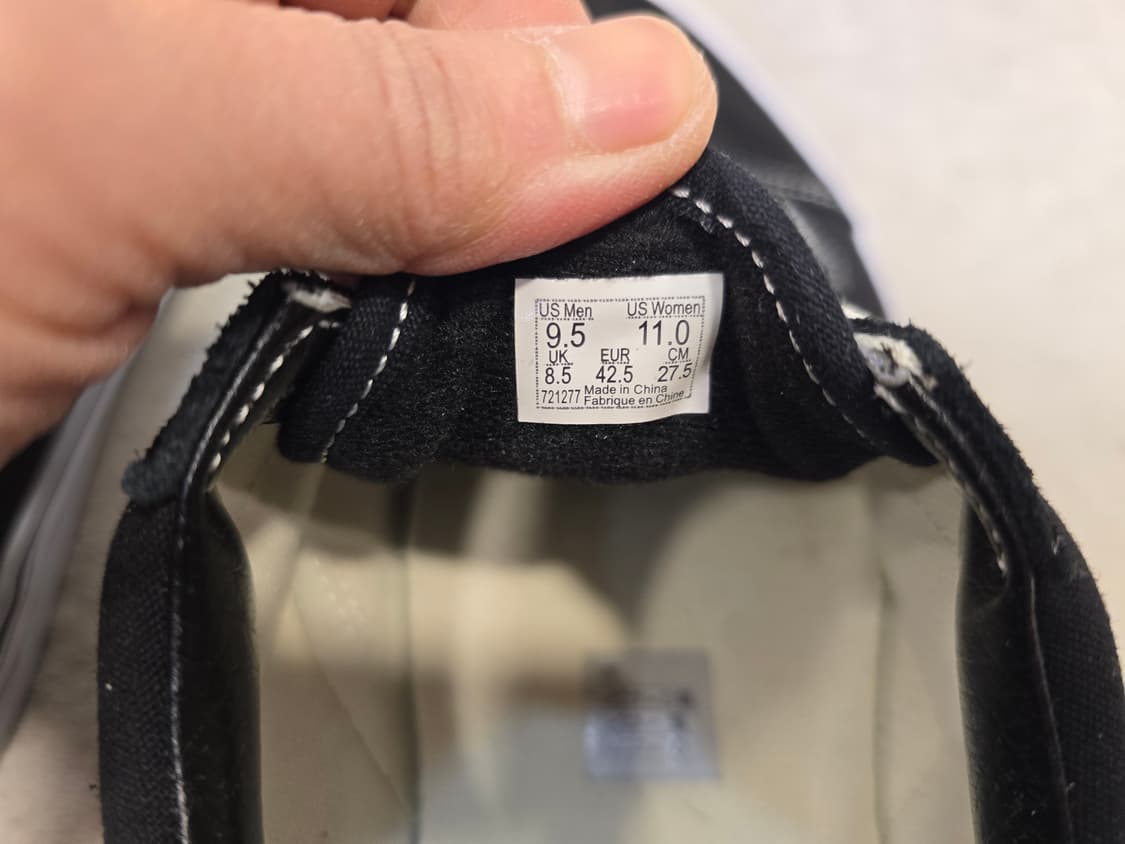 US Men US Women
9.5 11.0
UK EUR CM
8.5 42.5 27.5
721277 Made in China
Fabrique en Chine